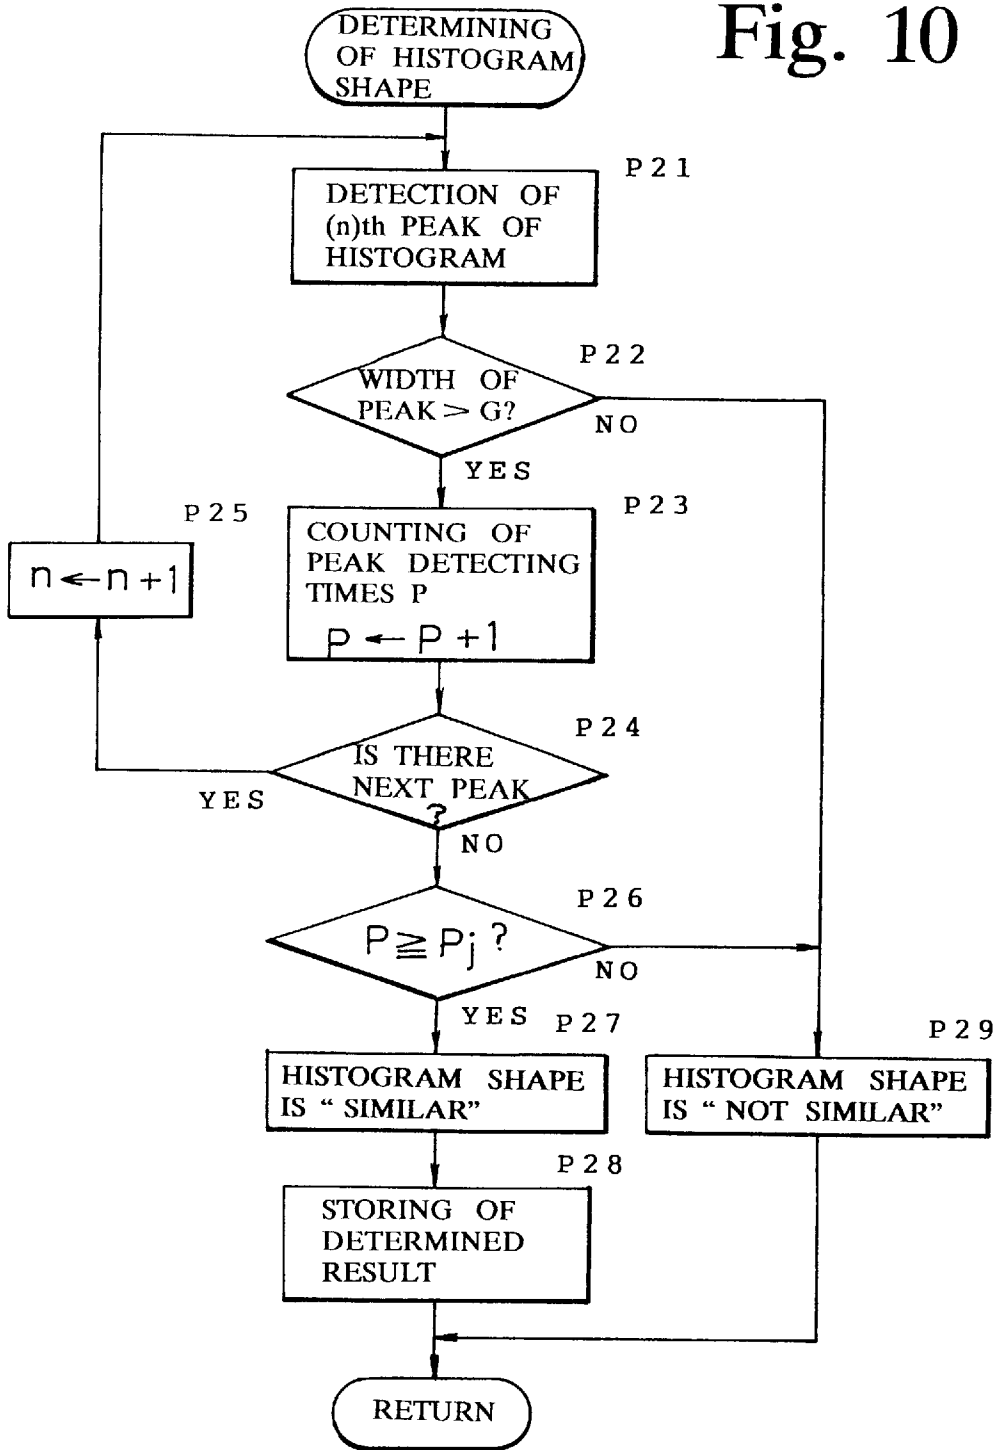 Fig. 10
DETERMINING
OF HISTOGRAM
SHAPE
P21
DETECTION OF
(n)th PEAK OF
HISTOGRAM
P22
WIDTH OF
PEAK > G?
NO
YES
P23
COUNTING OF
PEAK DETECTING
TIMES P
P ← P + 1
P25
n ← n + 1
P24
IS THERE
NEXT PEAK
?
YES
NO
P26
P ≧ Pj ?
NO
YES
P27
HISTOGRAM SHAPE
IS “ SIMILAR”
P29
HISTOGRAM SHAPE
IS “ NOT SIMILAR”
P28
STORING OF
DETERMINED
RESULT
RETURN